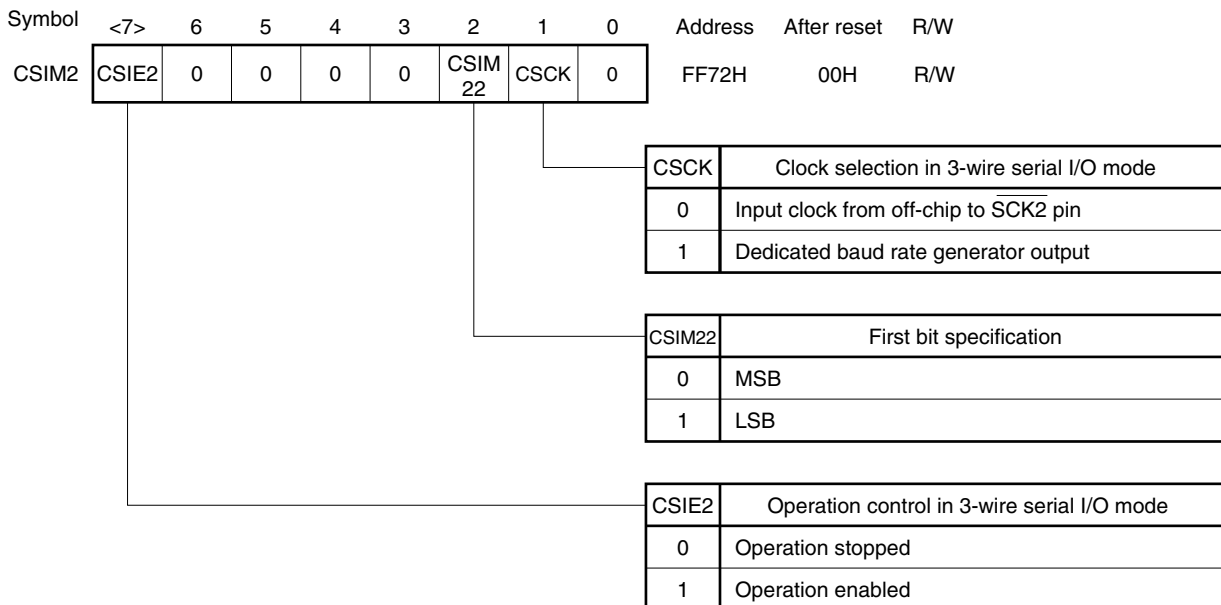 Symbol <7> 6 5 4 3 2 1 0 Address After reset R/W
CSIM2 CSIE2 0 0 0 0 CSIM22 CSCK 0 FF72H 00H R/W
CSCK Clock selection in 3-wire serial I/O mode
0 Input clock from off-chip to S̅C̅K̅2̅ pin
1 Dedicated baud rate generator output
CSIM22 First bit specification
0 MSB
1 LSB
CSIE2 Operation control in 3-wire serial I/O mode
0 Operation stopped
1 Operation enabled